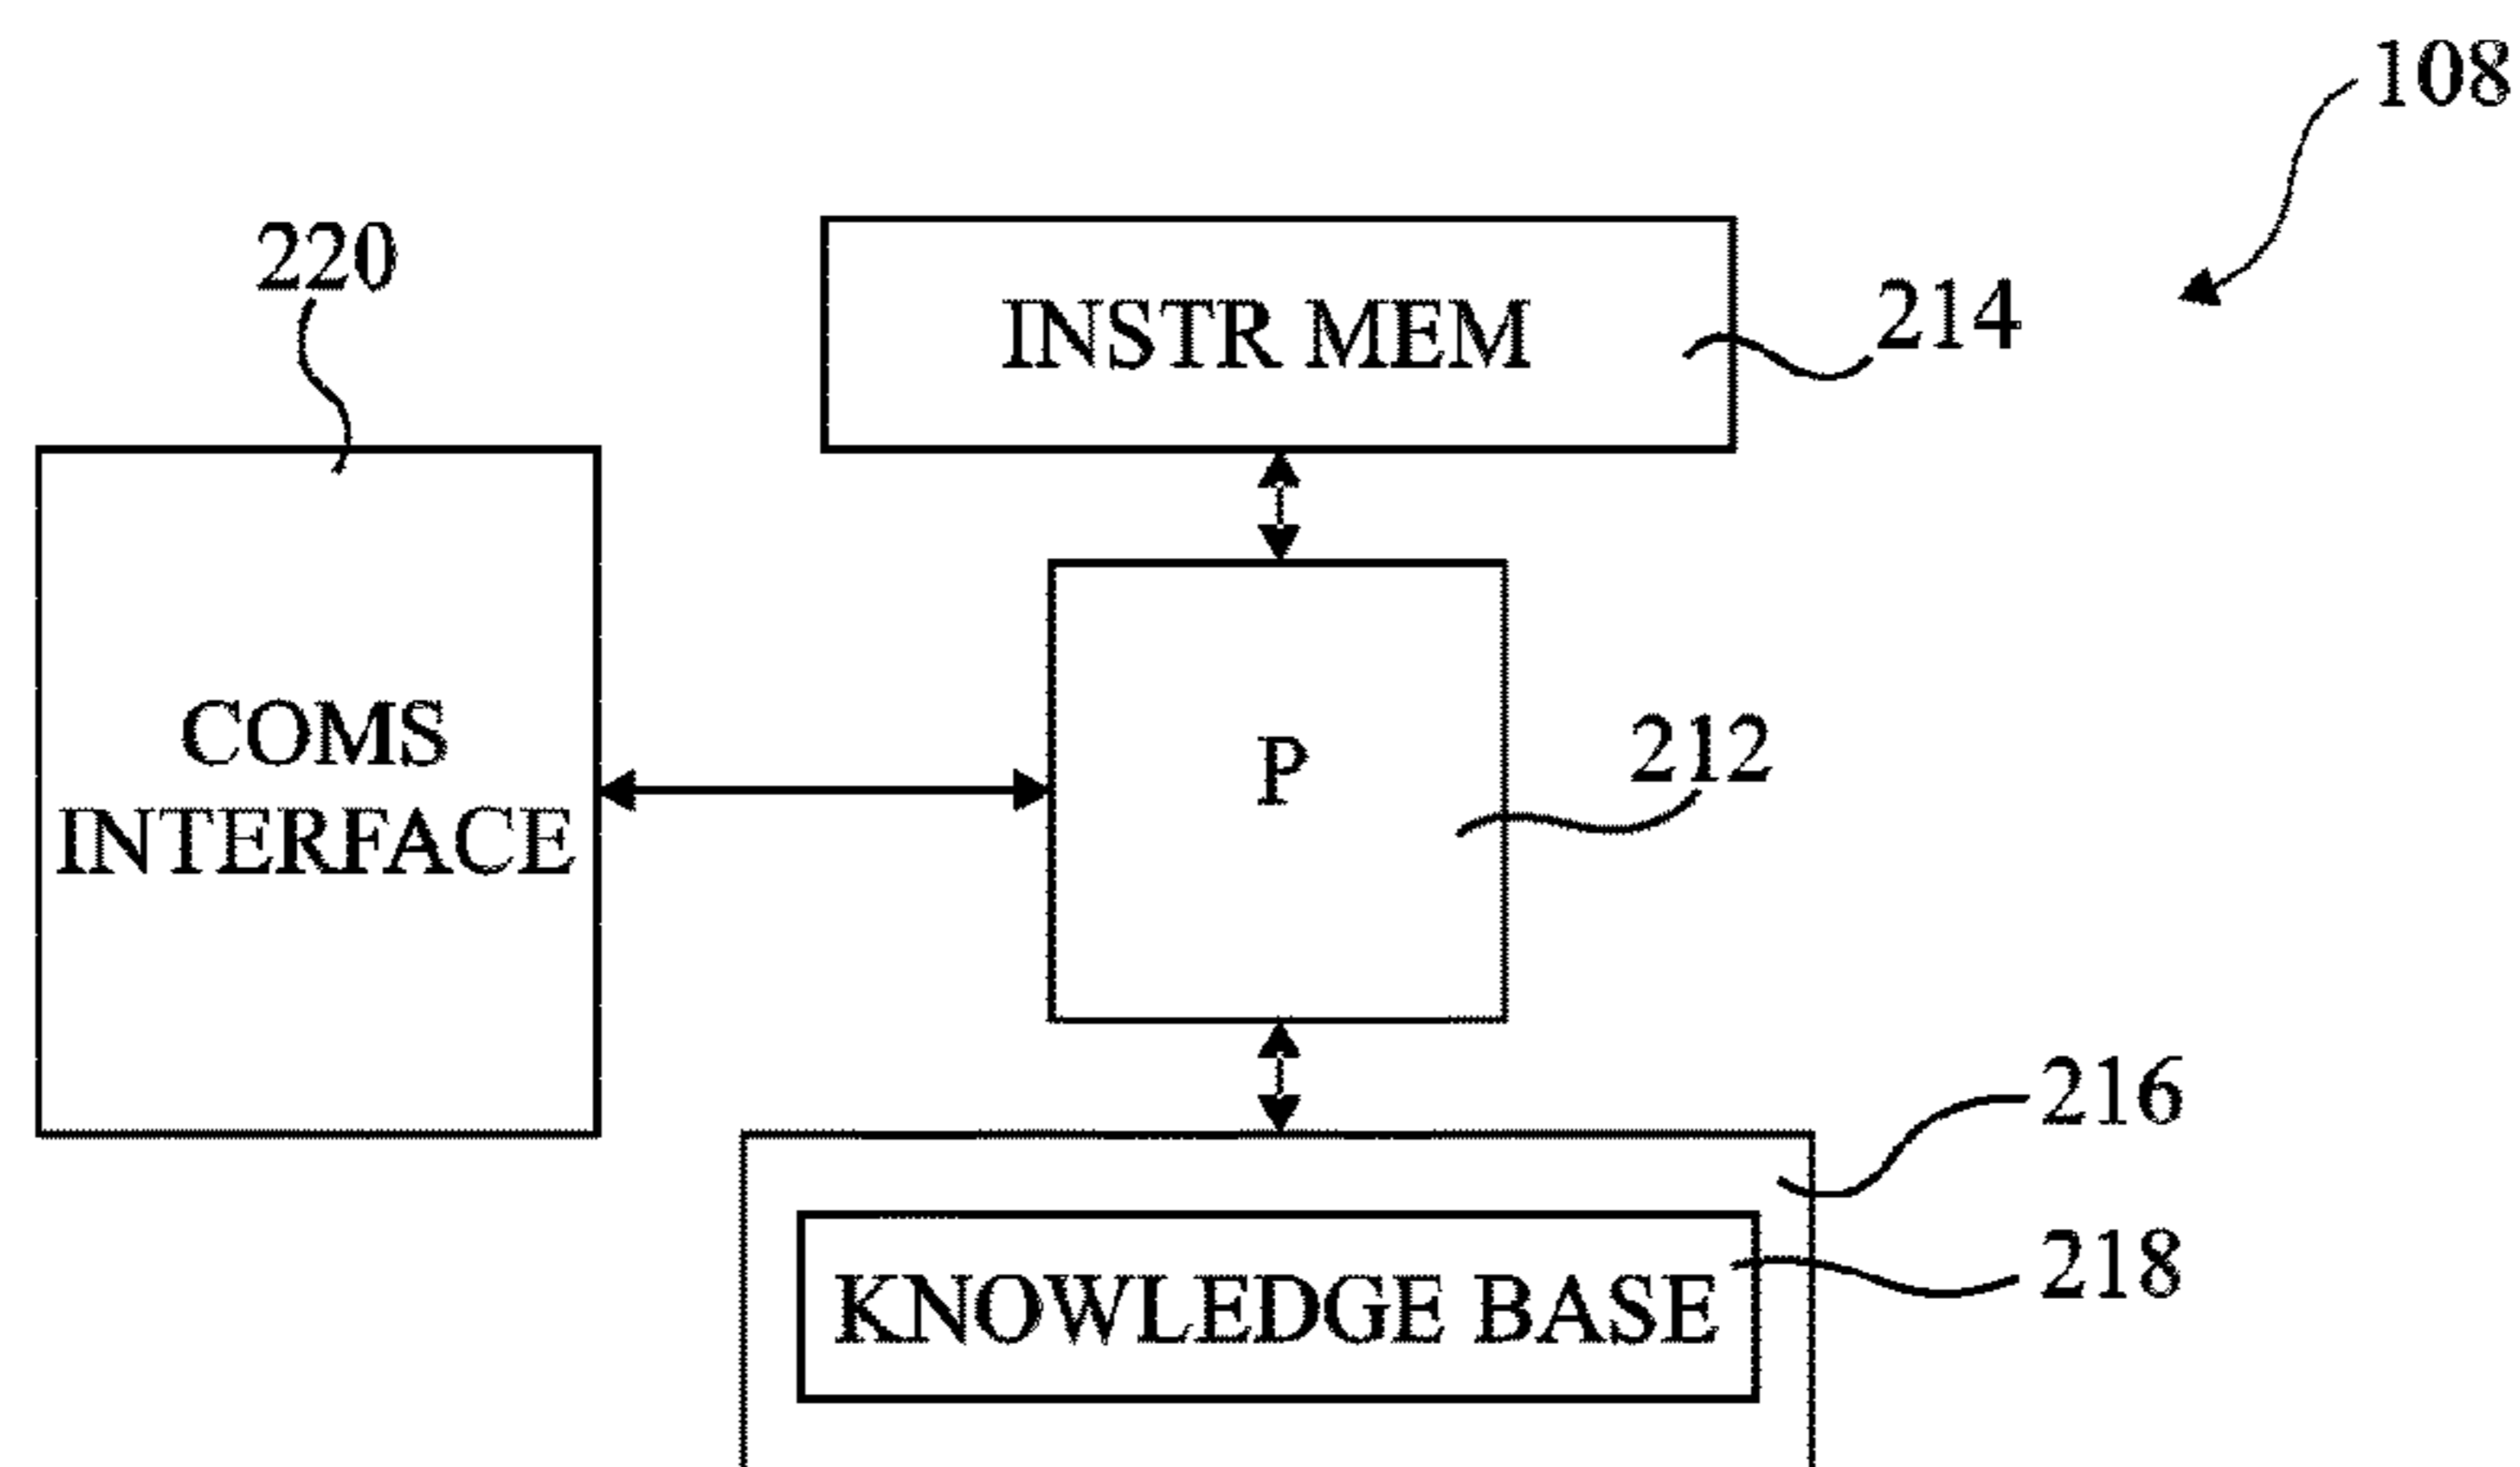 108
220
INSTR MEM
214
COMS
INTERFACE
P
212
216
KNOWLEDGE BASE
218